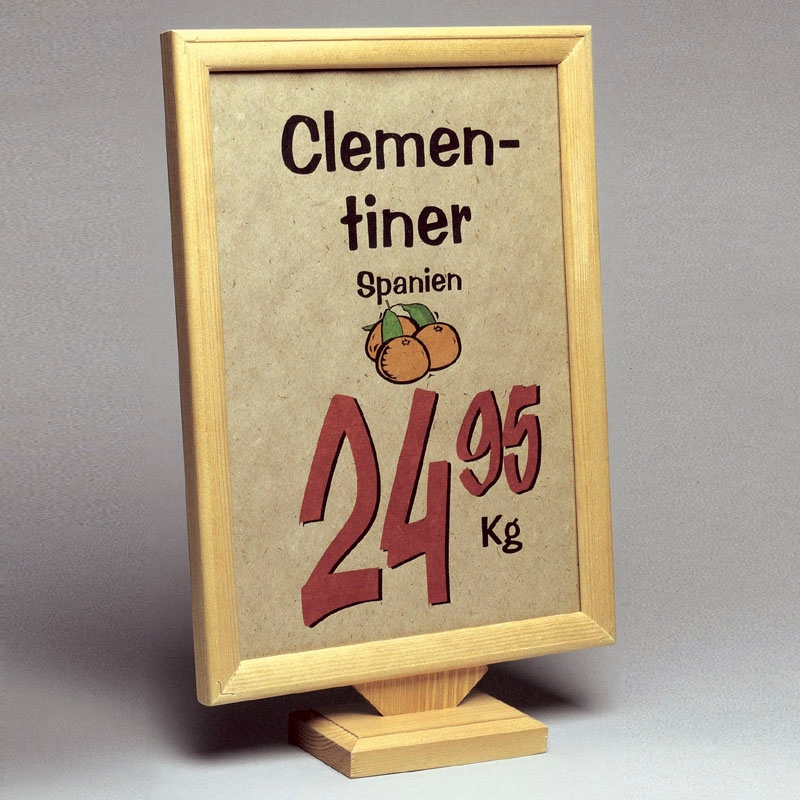 Clemen-
tiner
Spanien
24 95
Kg